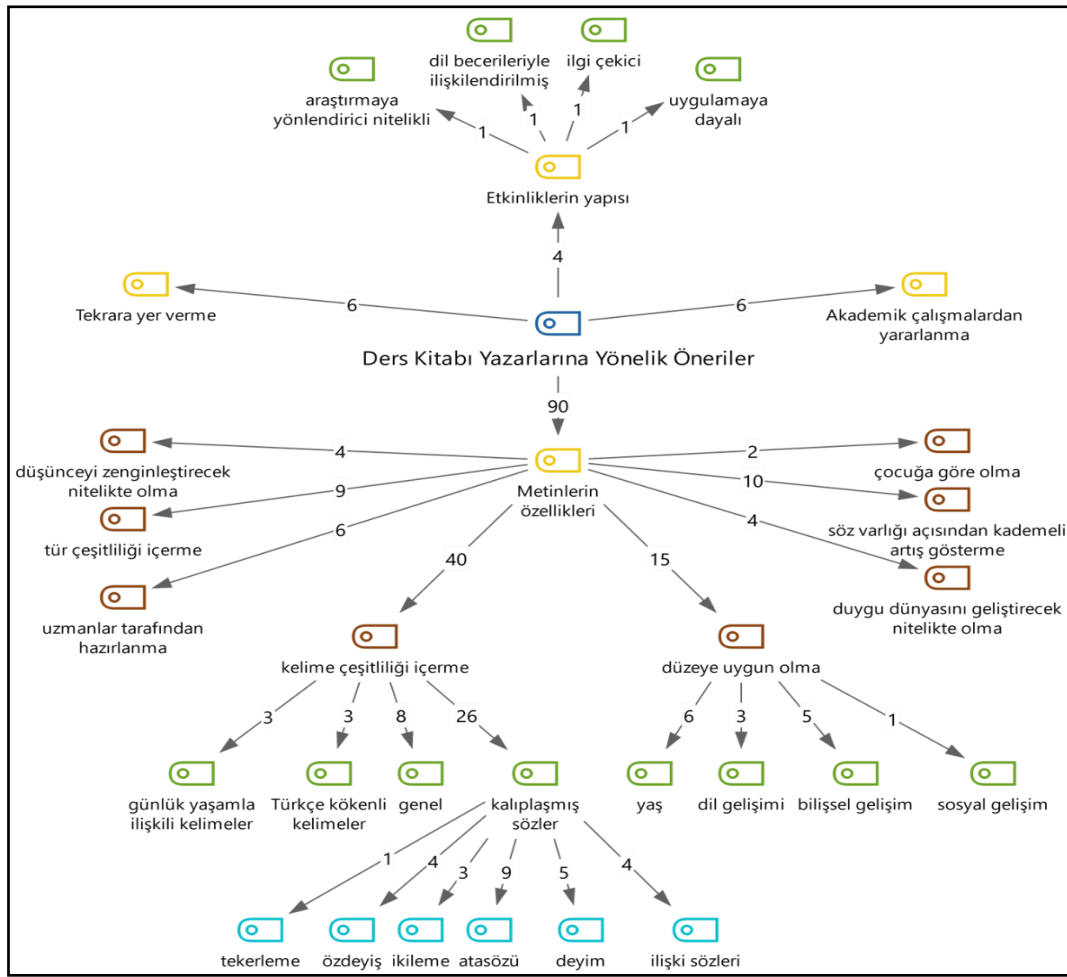 dil becerileriyle
ilişkilendirilmiş
ilgi çekici
araştırmaya
yönlendirici nitelikli
uygulamaya
dayalı
1
1
1
1
Etkinliklerin yapısı
4
Tekrara yer verme
6
6
Akademik çalışmalardan
yararlanma
Ders Kitabı Yazarlarına Yönelik Öneriler
90
düşünceyi zenginleştirecek
nitelikte olma
4
Metinlerin
özellikleri
2
çocuğa göre olma
9
10
tür çeşitliliği içerme
6
4
söz varlığı açısından kademeli
artış gösterme
uzmanlar tarafından
hazırlanma
40
15
duygu dünyasını geliştirecek
nitelikte olma
kelime çeşitliliği içerme
düzeye uygun olma
3
3
8
26
6
3
5
1
günlük yaşamla
ilişkili kelimeler
Türkçe kökenli
kelimeler
genel
kalıplaşmış
sözler
yaş
dil gelişimi
bilişsel gelişim
sosyal gelişim
1
4
3
9
5
4
tekerleme
özdeyiş
ikileme
atasözü
deyim
ilişki sözleri